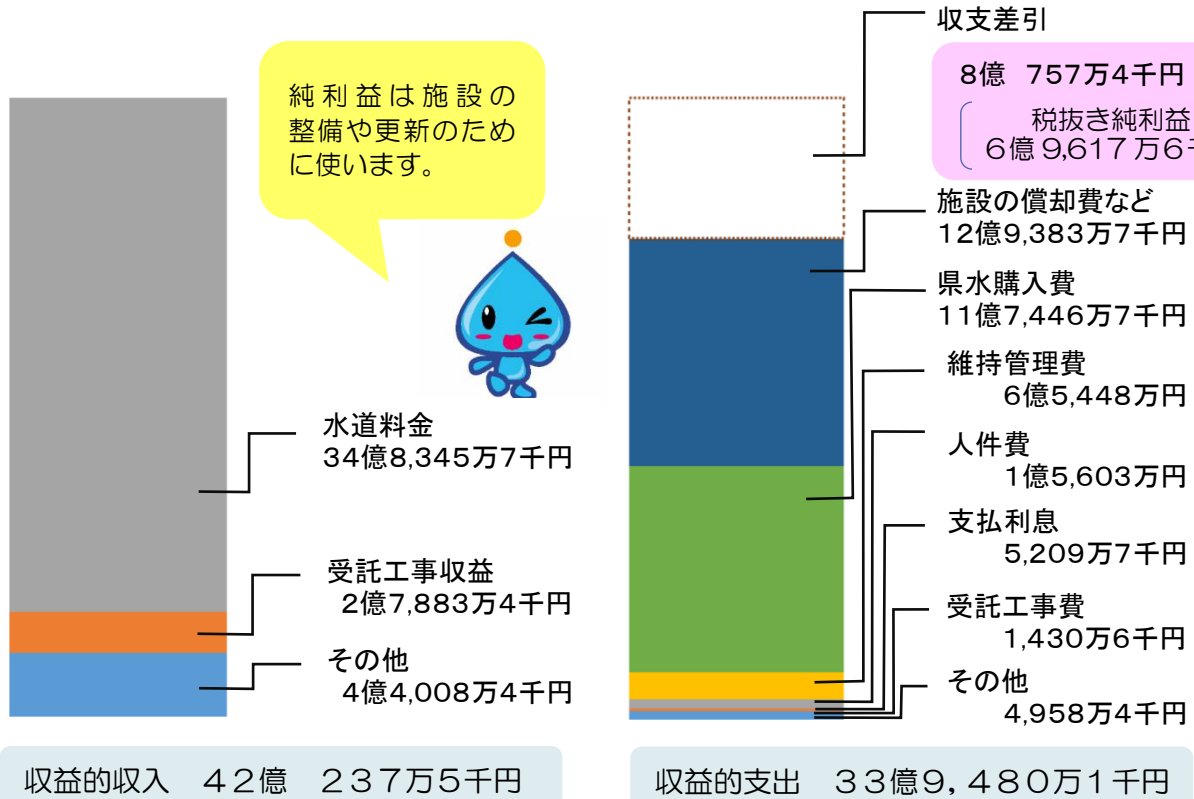 純利益は施設の
整備や更新のため
に使います。
水道料金
34億8,345万7千円
受託工事収益
2億7,883万4千円
その他
4億4,008万4千円
収益的収入 42億 237万5千円
収支差引
8億 757万4千円
税抜き純利益
6億9,617万6
施設の償却費など
12億9,383万7千円
県水購入費
11億7,446万7千円
維持管理費
6億5,448万円
人件費
1億5,603万円
支払利息
5,209万7千円
受託工事費
1,430万6千円
その他
4,958万4千円
収益的支出 33億9,480万1千円